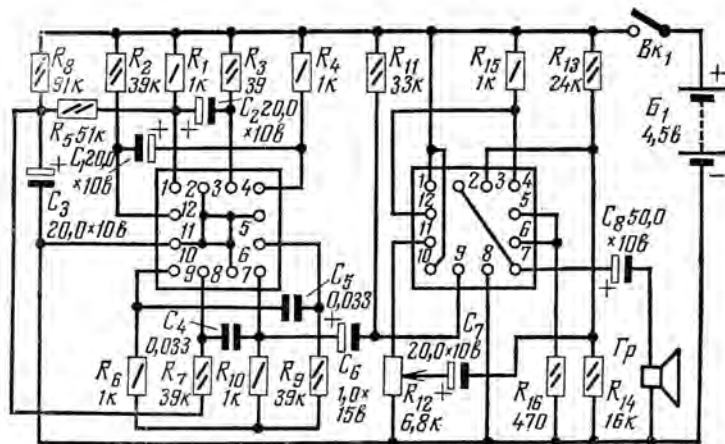 R8
91к
R2
39к
R1
1к
R3
39
R4
1к
R11
33к
R15
1к
R13
24к
Вк1
+
Б1
4,5в
R5 51к
+
+
C2 20,0
×10в
C1 20,0
×10в
+
C3
20,0×10в
1 2 3 4
12
11
10
5
6
9 8 7
1 2 3 4
12
11
10
5
6
7
9 8
C8 50,0
×10в
+
C5
0,033
C4
0,033
+
C6
1,0×
15в
C7
20,0×10в
+
Гр
R6
1к
R7
39к
R10
1к
R9
39к
R12
6,8к
R16
470
R14
16к